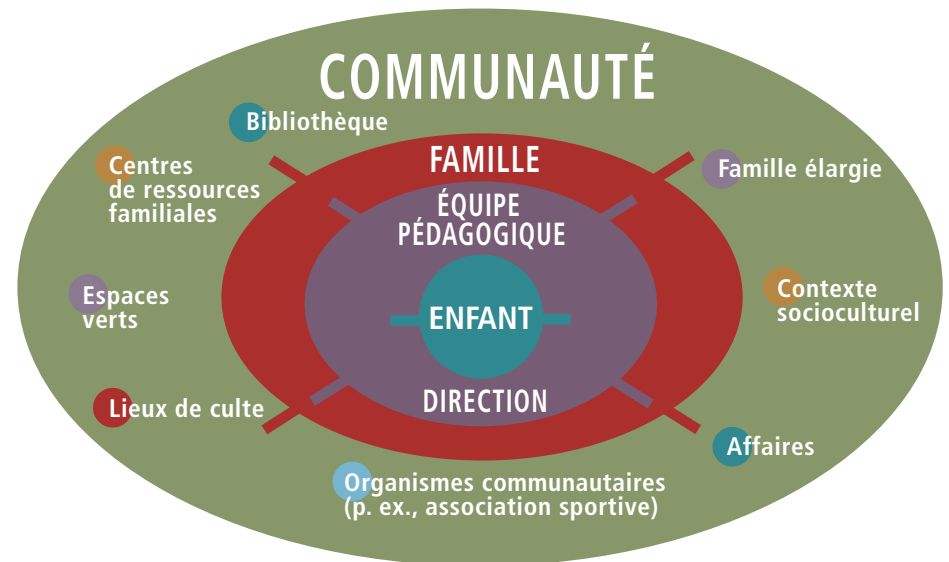 COMMUNAUTÉ
Bibliothèque
Centres
de ressources
familiales
FAMILLE
Famille élargie
ÉQUIPE
PÉDAGOGIQUE
Espaces
verts
ENFANT
Contexte
socioculturel
Lieux de culte
DIRECTION
Affaires
Organismes communautaires
(p. ex., association sportive)